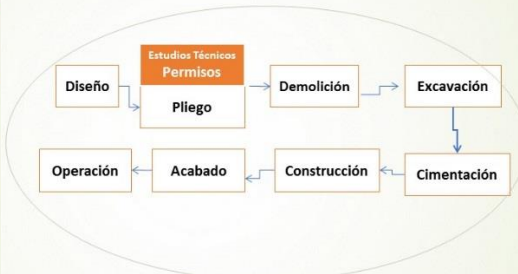 Estudios Técnicos
Permisos
Diseño
Pliego
Demolición
Excavación
Operación
Acabado
Construcción
Cimentación